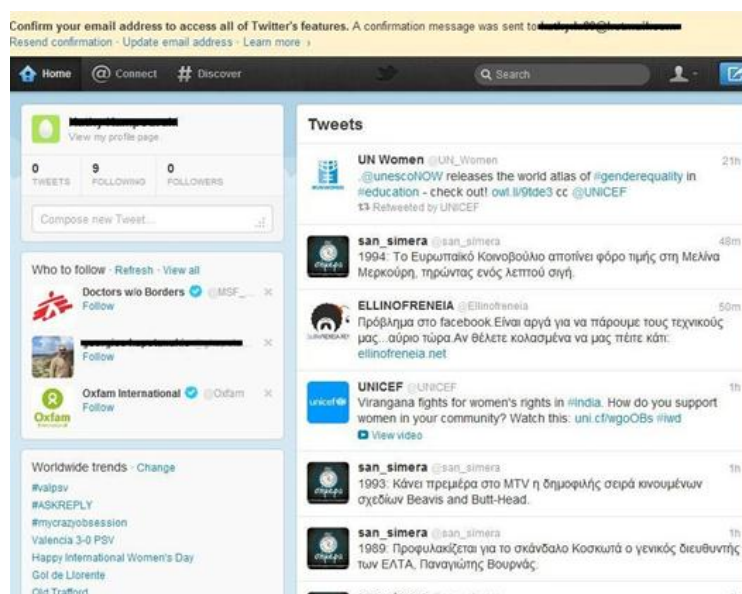 Confirm your email address to access all of Twitter's features. A confirmation message was sent to
Resend confirmation · Update email address · Learn more ›
Home
@ Connect
# Discover
Search
View my profile page
0
TWEETS
9
FOLLOWING
0
FOLLOWERS
Compose new Tweet...
Who to follow · Refresh · View all
Doctors w/o Borders @MSF_...
Follow
Follow
Oxfam International @Oxfam
Follow
Oxfam
Worldwide trends · Change
#valpsv
#ASKREPLY
#mycrazyobsession
Valencia 3-0 PSV
Happy International Women's Day
Gol de Llorente
Old Trafford
Tweets
UN Women @UN_Women 21h
.@unescoNOW releases the world atlas of #genderequality in
#education - check out! owl.li/9tde3 cc @UNICEF
Retweeted by UNICEF
san_simera @san_simera 48m
1994: Το Ευρωπαϊκό Κοινοβούλιο αποτίνει φόρο τιμής στη Μελίνα
Μερκούρη, τηρώντας ενός λεπτού σιγή.
ELLINOFRENEIA @Ellinofreneia 50m
Πρόβλημα στο facebook.Είναι αργά για να πάρουμε τους τεχνικούς
μας...αύριο τώρα.Αν θέλετε κολασμένα να μας πείτε κάτι:
ellinofreneia.net
UNICEF @UNICEF 1h
Virangana fights for women's rights in #India. How do you support
women in your community? Watch this: uni.cf/wgoOBs #iwd
View video
unicef
san_simera @san_simera 1h
1993: Κάνει πρεμιέρα στο MTV η δημοφιλής σειρά κινουμένων
σχεδίων Beavis and Butt-Head.
σήμερα
san_simera @san_simera 1h
1989: Προφυλακίζεται για το σκάνδαλο Κοσκωτά ο γενικός διευθυντής
των ΕΛΤΑ, Παναγιώτης Βουρνάς.
σήμερα